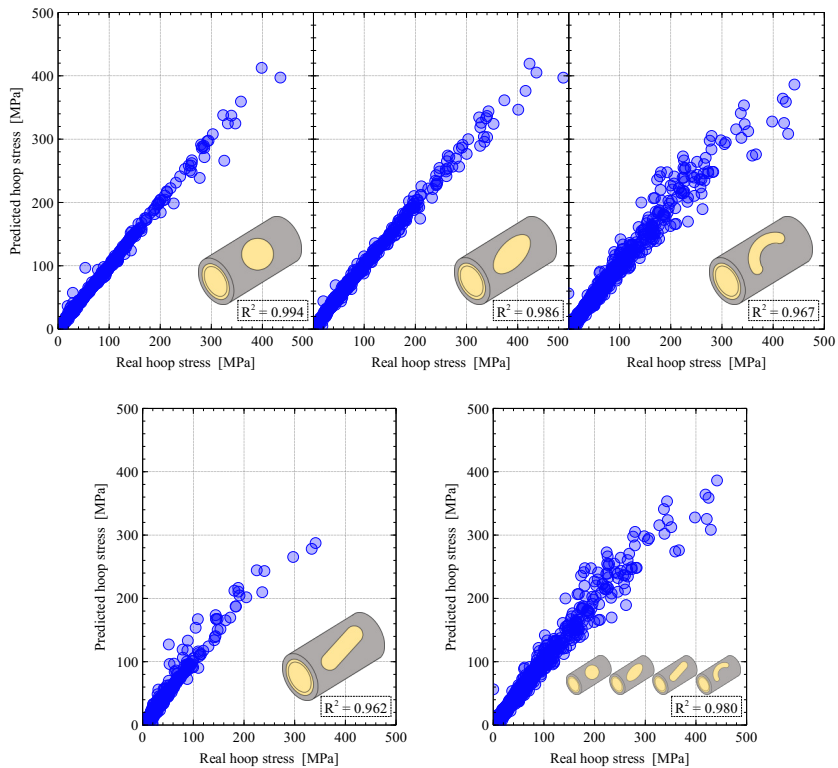 500
400
300
200
100
0
Predicted hoop stress [MPa]
R² = 0.994
R² = 0.986
R² = 0.967
0 100 200 300 400 500
100 200 300 400 500
100 200 300 400 500
Real hoop stress [MPa]
Real hoop stress [MPa]
Real hoop stress [MPa]
500
400
300
200
100
0
Predicted hoop stress [MPa]
R² = 0.962
0 100 200 300 400 500
Real hoop stress [MPa]
500
400
300
200
100
0
Predicted hoop stress [MPa]
R² = 0.980
0 100 200 300 400 500
Real hoop stress [MPa]